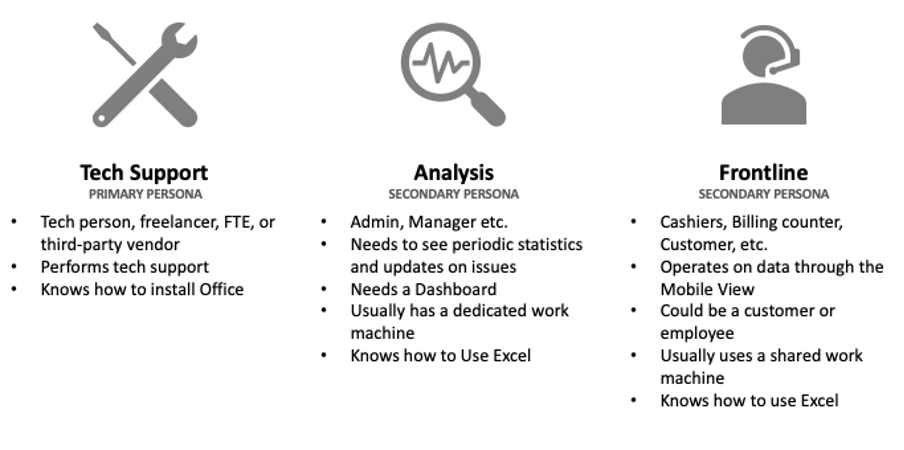 Tech Support
PRIMARY PERSONA
• Tech person, freelancer, FTE, or
third-party vendor
• Performs tech support
• Knows how to install Office
Analysis
SECONDARY PERSONA
• Admin, Manager etc.
• Needs to see periodic statistics
and updates on issues
• Needs a Dashboard
• Usually has a dedicated work
machine
• Knows how to Use Excel
Frontline
SECONDARY PERSONA
• Cashiers, Billing counter,
Customer, etc.
• Operates on data through the
Mobile View
• Could be a customer or
employee
• Usually uses a shared work
machine
• Knows how to use Excel